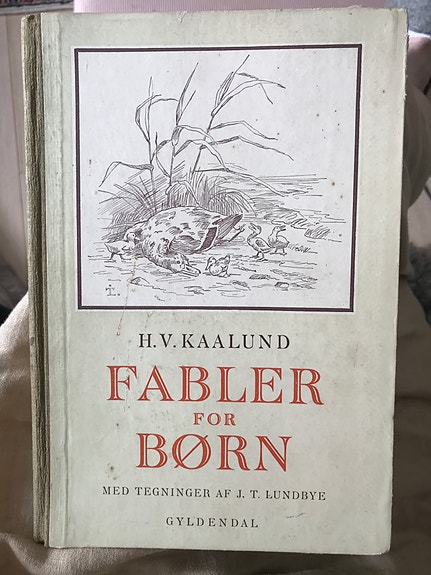 H.V. KAALUND
FABLER
FOR
BØRN
MED TEGNINGER AF J. T. LUNDBYE
GYLDENDAL